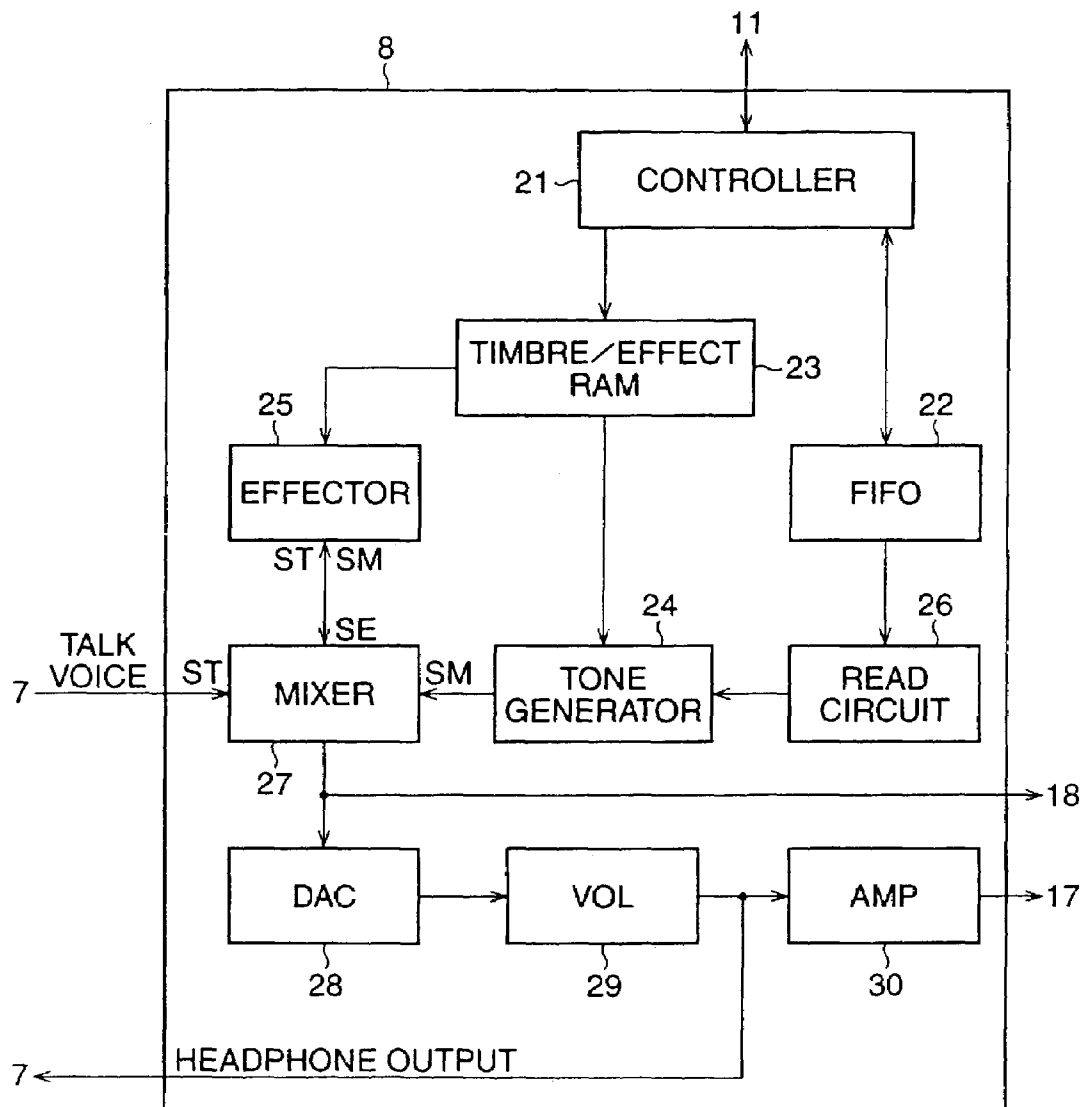 11
8
21
CONTROLLER
TIMBRE/EFFECT
RAM
23
25
22
EFFECTOR
FIFO
ST
SM
24
26
TALK
VOICE
7
ST
SE
MIXER
SM
TONE
GENERATOR
READ
CIRCUIT
27
18
DAC
VOL
AMP
17
28
29
30
7
HEADPHONE OUTPUT